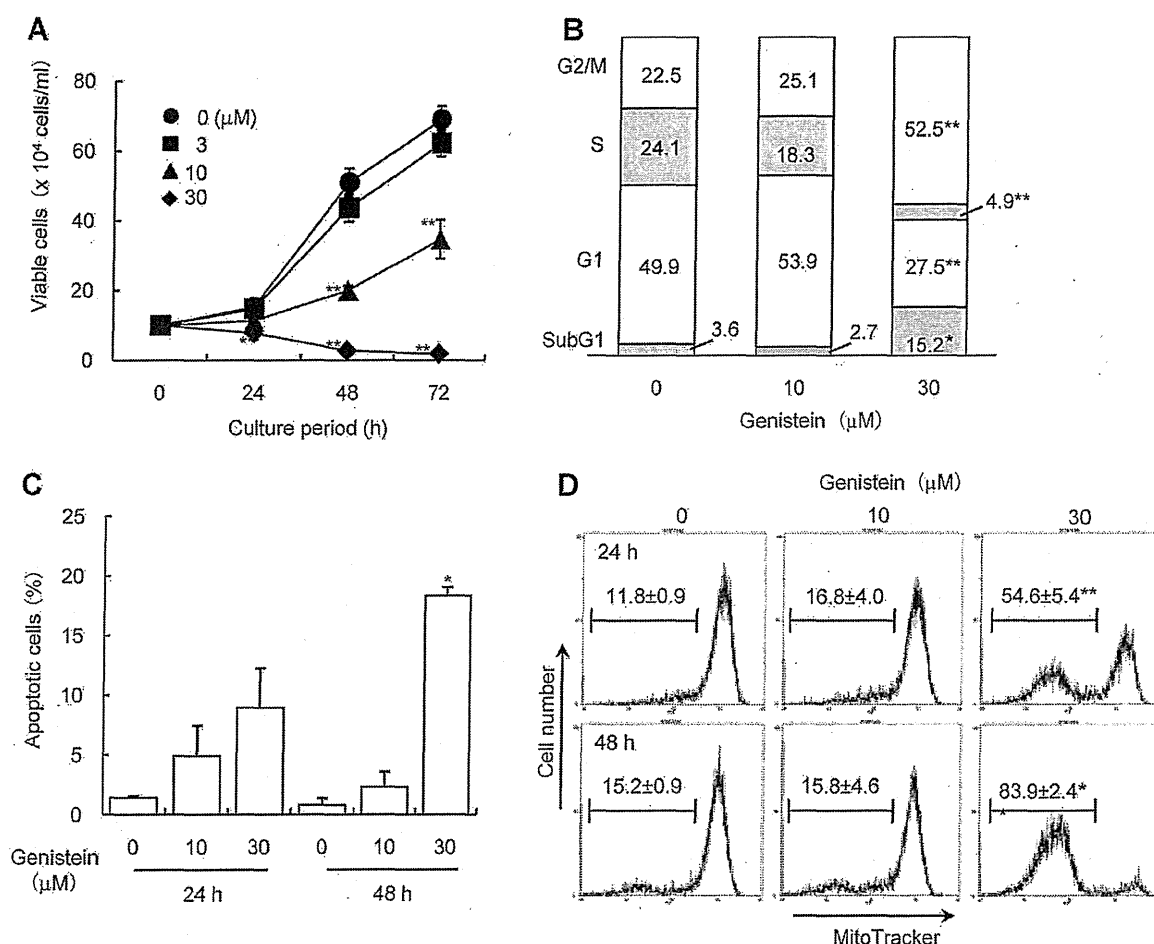 A
Viable cells (x 10⁴ cells/ml)
80
60
40
20
0
0 (μM)
3
10
30
**
**
**
**
**
0
24
48
72
Culture period (h)
B
G2/M
S
G1
SubG1
22.5
24.1
49.9
3.6
25.1
18.3
53.9
2.7
52.5**
4.9**
27.5**
15.2*
0
10
30
Genistein (μM)
C
Apoptotic cells (%)
25
20
15
10
5
0
*
Genistein (μM)
0
10
30
0
10
30
24 h
48 h
D
Genistein (μM)
0
10
30
24 h
11.8±0.9
16.8±4.0
54.6±5.4**
48 h
15.2±0.9
15.8±4.6
83.9±2.4*
Cell number
MitoTracker